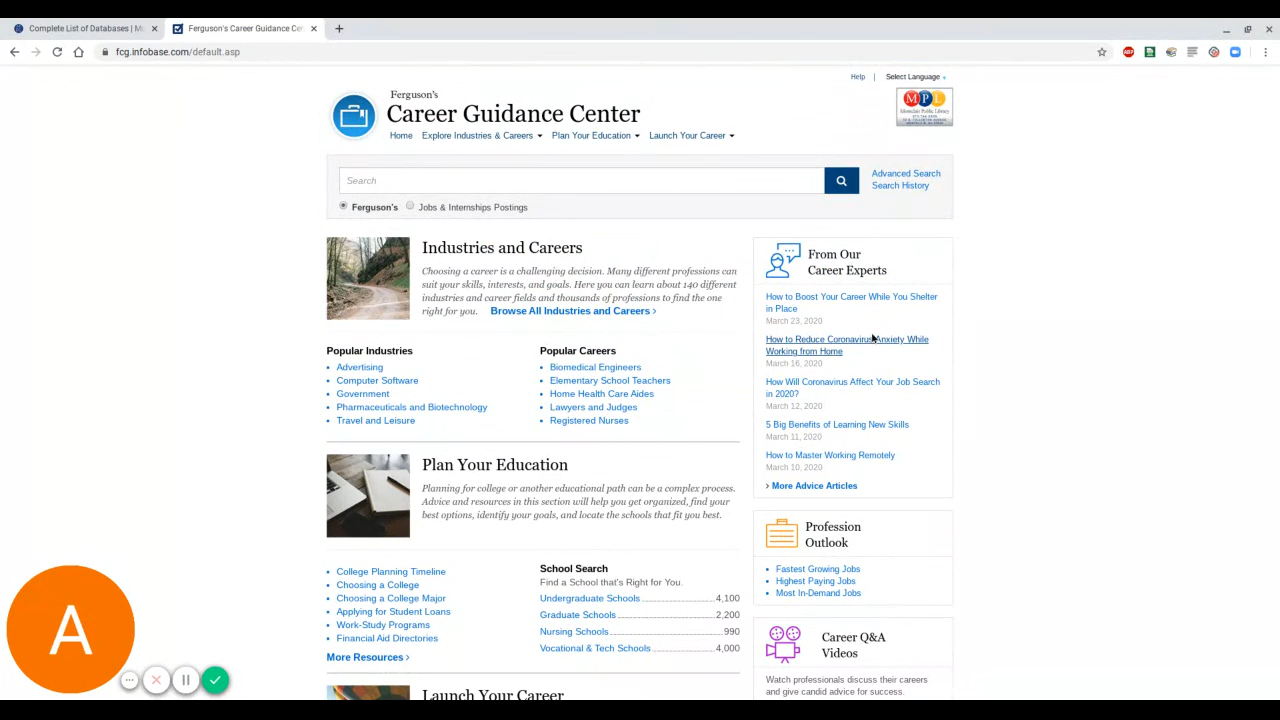 Complete List of Databases | M
Ferguson's Career Guidance Ce
fcg.infobase.com/default.asp
Help | Select Language
Ferguson's
Career Guidance Center
MPL
Home Explore Industries & Careers Plan Your Education Launch Your Career
Search
Advanced Search
Search History
Ferguson's Jobs & Internships Postings
Industries and Careers
Choosing a career is a challenging decision. Many different professions can
suit your skills, interests, and goals. Here you can learn about 140 different
industries and career fields and thousands of professions to find the one
right for you. Browse All Industries and Careers ›
Popular Industries
• Advertising
• Computer Software
• Government
• Pharmaceuticals and Biotechnology
• Travel and Leisure
Popular Careers
• Biomedical Engineers
• Elementary School Teachers
• Home Health Care Aides
• Lawyers and Judges
• Registered Nurses
Plan Your Education
Planning for college or another educational path can be a complex process.
Advice and resources in this section will help you get organized, find your
best options, identify your goals, and locate the schools that fit you best.
• College Planning Timeline
• Choosing a College
• Choosing a College Major
• Applying for Student Loans
• Work-Study Programs
• Financial Aid Directories
More Resources ›
School Search
Find a School that's Right for You.
Undergraduate Schools 4,100
Graduate Schools 2,200
Nursing Schools 990
Vocational & Tech Schools 4,000
Launch Your Career
From Our
Career Experts
How to Boost Your Career While You Shelter
in Place
March 23, 2020
How to Reduce Coronavirus Anxiety While
Working from Home
March 16, 2020
How Will Coronavirus Affect Your Job Search
in 2020?
March 12, 2020
5 Big Benefits of Learning New Skills
March 11, 2020
How to Master Working Remotely
March 10, 2020
› More Advice Articles
Profession
Outlook
• Fastest Growing Jobs
• Highest Paying Jobs
• Most In-Demand Jobs
Career Q&A
Videos
Watch professionals discuss their careers
and give candid advice for success.
A